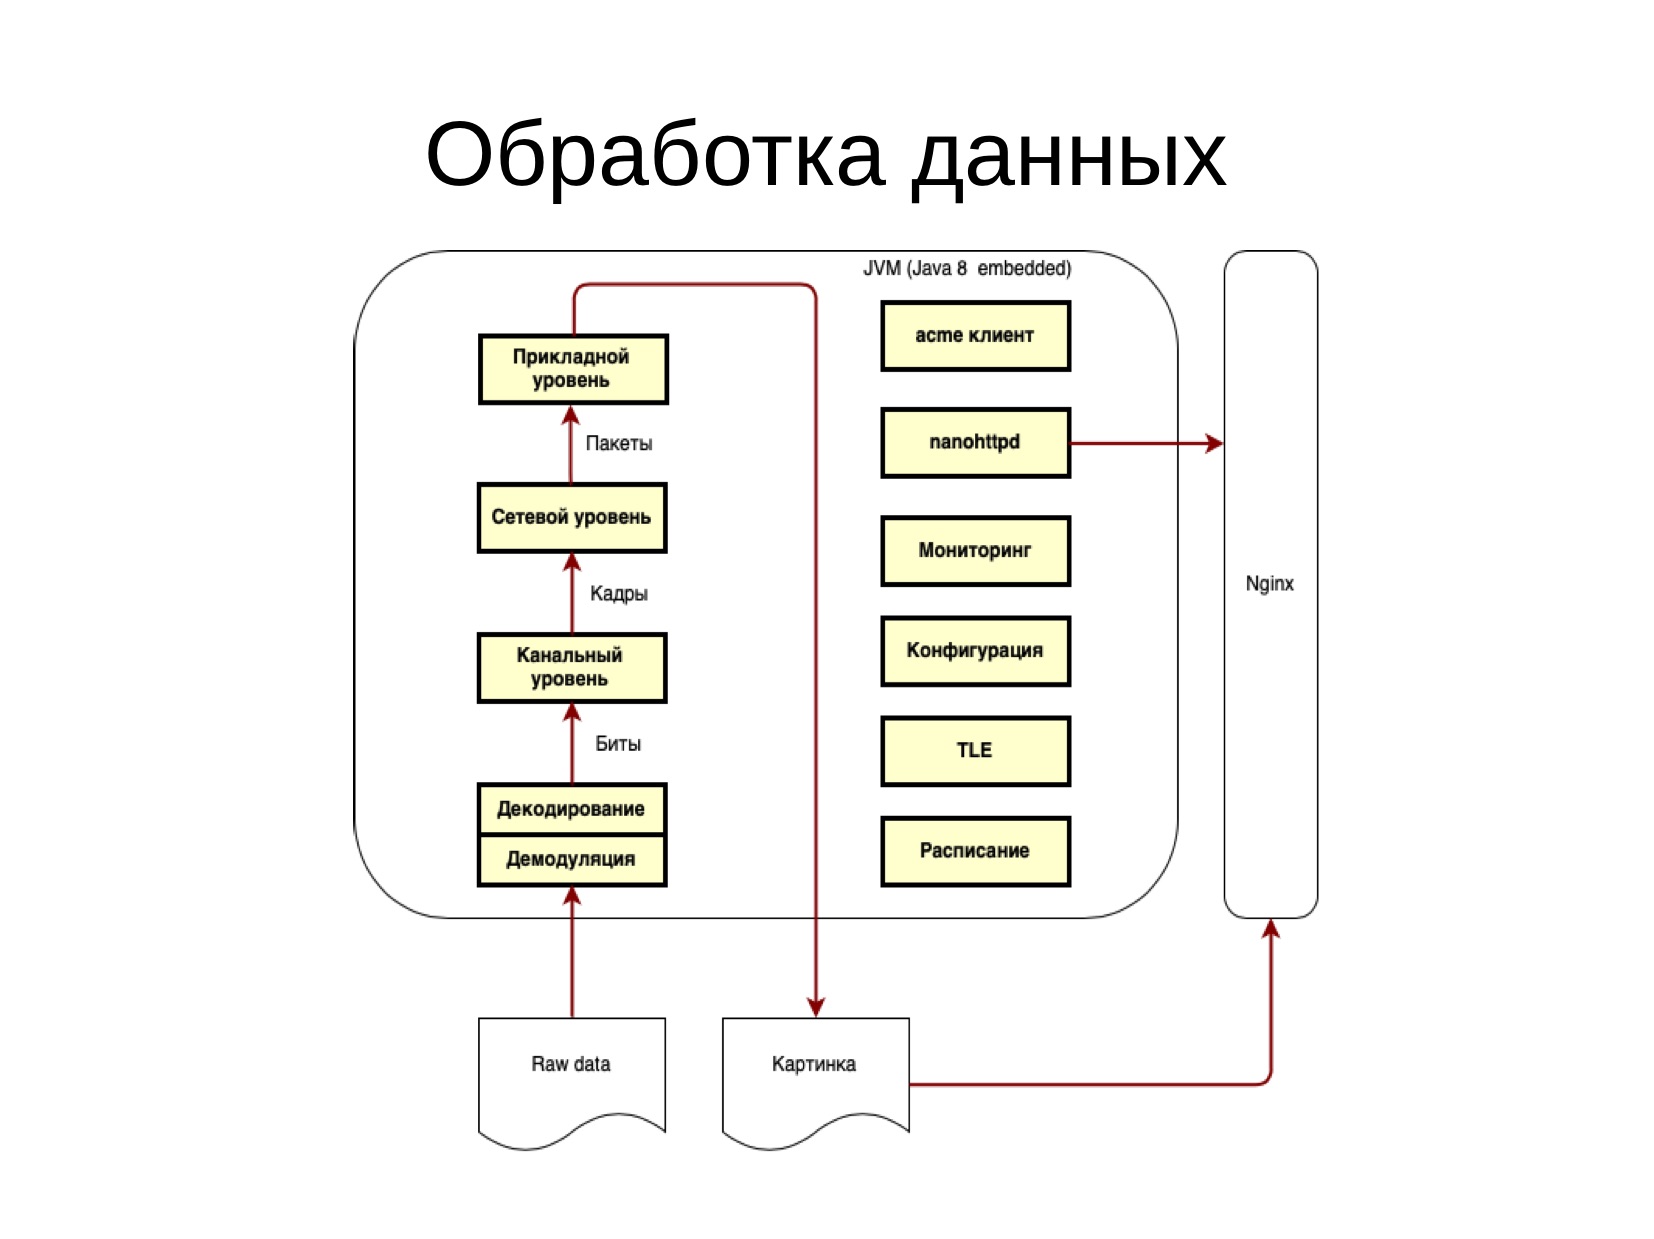 Обработка данных
JVM (Java 8 embedded)
Прикладной
уровень
Пакеты
Сетевой уровень
Кадры
Канальный
уровень
Биты
Декодирование
Демодуляция
acme клиент
nanohttpd
Мониторинг
Конфигурация
TLE
Расписание
Nginx
Raw data
Картинка